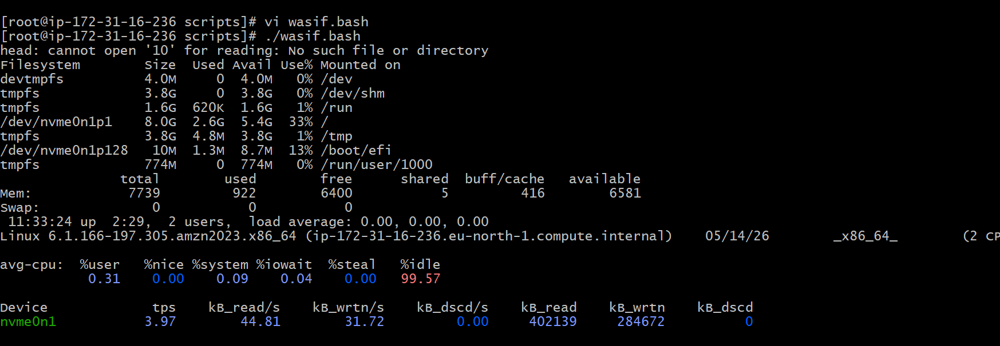 [root@ip-172-31-16-236 scripts]# vi wasif.bash
[root@ip-172-31-16-236 scripts]# ./wasif.bash
head: cannot open '10' for reading: No such file or directory
Filesystem        Size  Used Avail Use% Mounted on
devtmpfs          4.0M     0  4.0M   0% /dev
tmpfs             3.8G     0  3.8G   0% /dev/shm
tmpfs             1.6G  620K  1.6G   1% /run
/dev/nvme0n1p1    8.0G  2.6G  5.4G  33% /
tmpfs             3.8G  4.8M  3.8G   1% /tmp
/dev/nvme0n1p128   10M  1.3M  8.7M  13% /boot/efi
tmpfs             774M     0  774M   0% /run/user/1000
               total        used        free      shared  buff/cache   available
Mem:            7739         922        6400           5         416        6581
Swap:              0           0           0
 11:33:24 up  2:29,  2 users,  load average: 0.00, 0.00, 0.00
Linux 6.1.166-197.305.amzn2023.x86_64 (ip-172-31-16-236.eu-north-1.compute.internal)    05/14/26        _x86_64_        (2 CP
avg-cpu:  %user   %nice %system %iowait  %steal   %idle
           0.31    0.00    0.09    0.04    0.00   99.57
Device             tps    kB_read/s    kB_wrtn/s    kB_dscd/s    kB_read    kB_wrtn    kB_dscd
nvme0n1           3.97        44.81        31.72         0.00     402139     284672          0